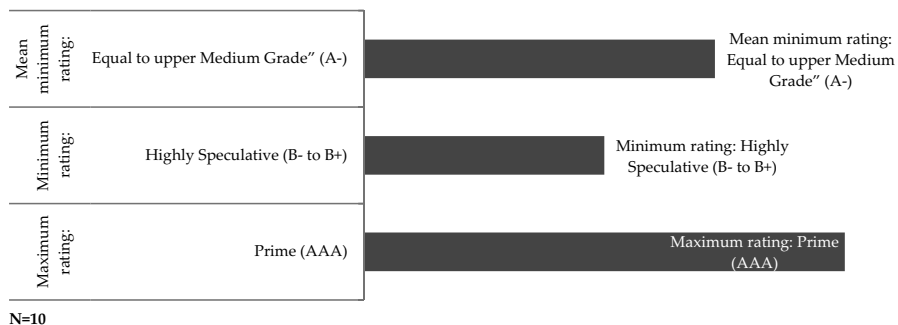 Mean
minimum
rating:
Equal to upper Medium Grade” (A-)
Mean minimum rating:
Equal to upper Medium
Grade” (A-)
Minimum
rating:
Highly Speculative (B- to B+)
Minimum rating: Highly
Speculative (B- to B+)
Maximum
rating:
Prime (AAA)
Maximum rating: Prime
(AAA)
N=10